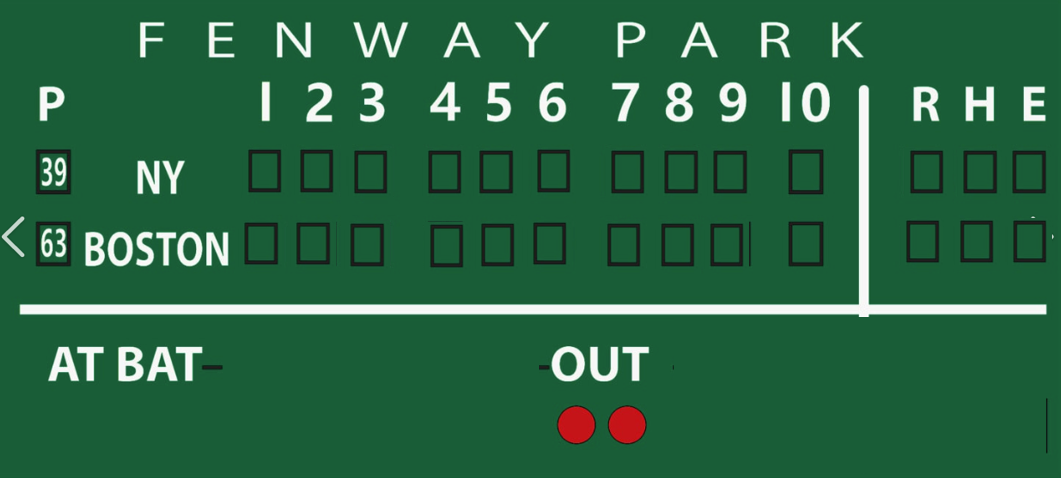 FENWAY PARK
P 1 2 3 4 5 6 7 8 9 10 R H E
39 NY
63 BOSTON
AT BAT- -OUT